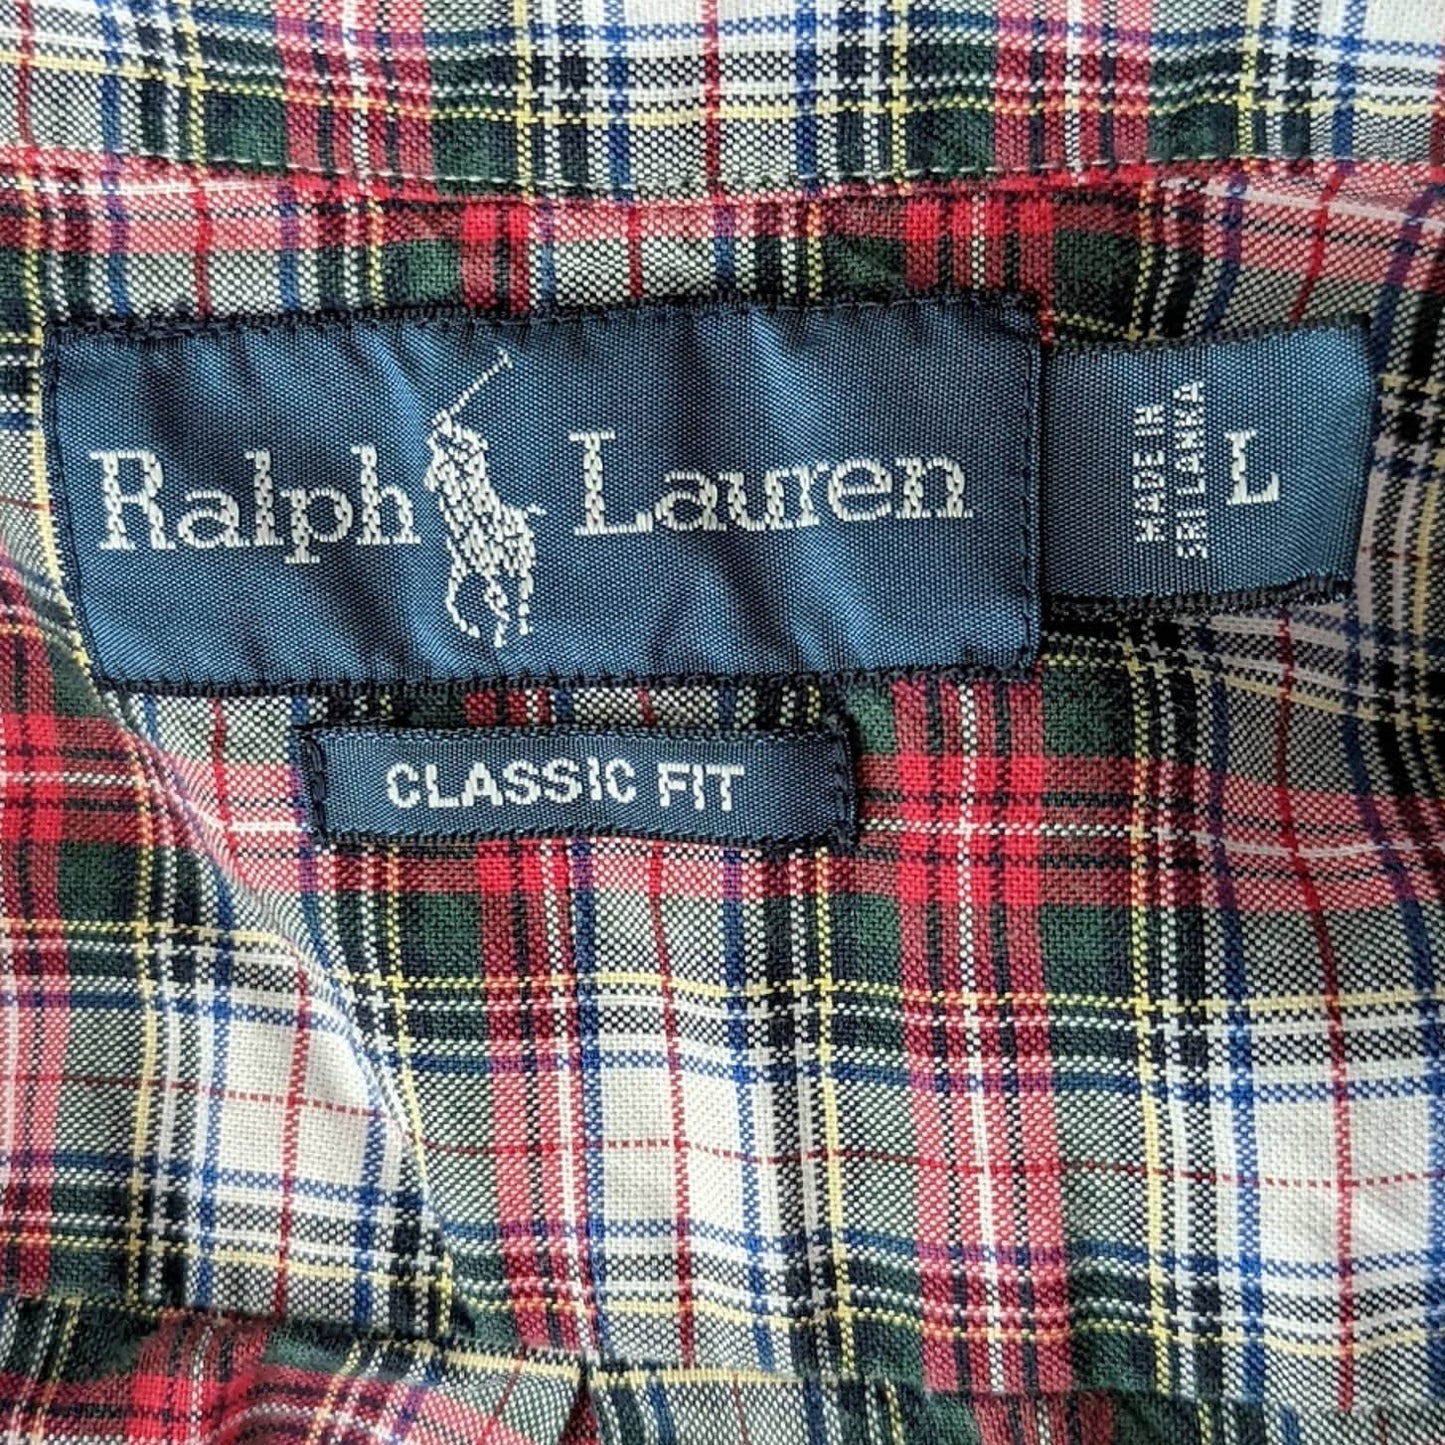 Ralph Lauren
MADE IN
SRI LANKA
L
CLASSIC FIT